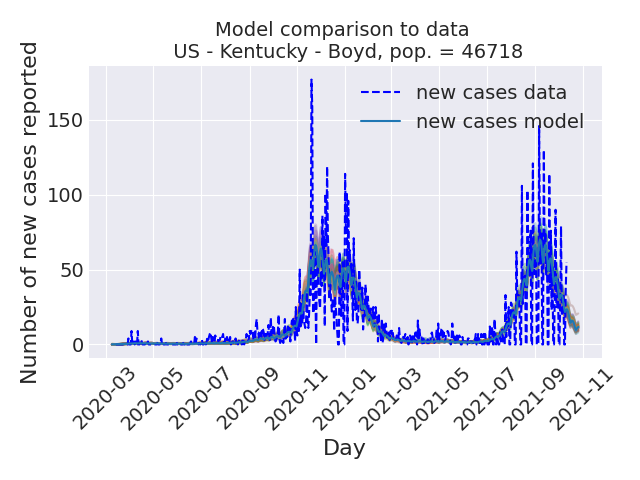 Model comparison to data
US - Kentucky - Boyd, pop. = 46718
Number of new cases reported
150
100
50
0
new cases data
new cases model
2020-03
2020-05
2020-07
2020-09
2020-11
2021-01
2021-03
2021-05
2021-07
2021-09
2021-11
Day